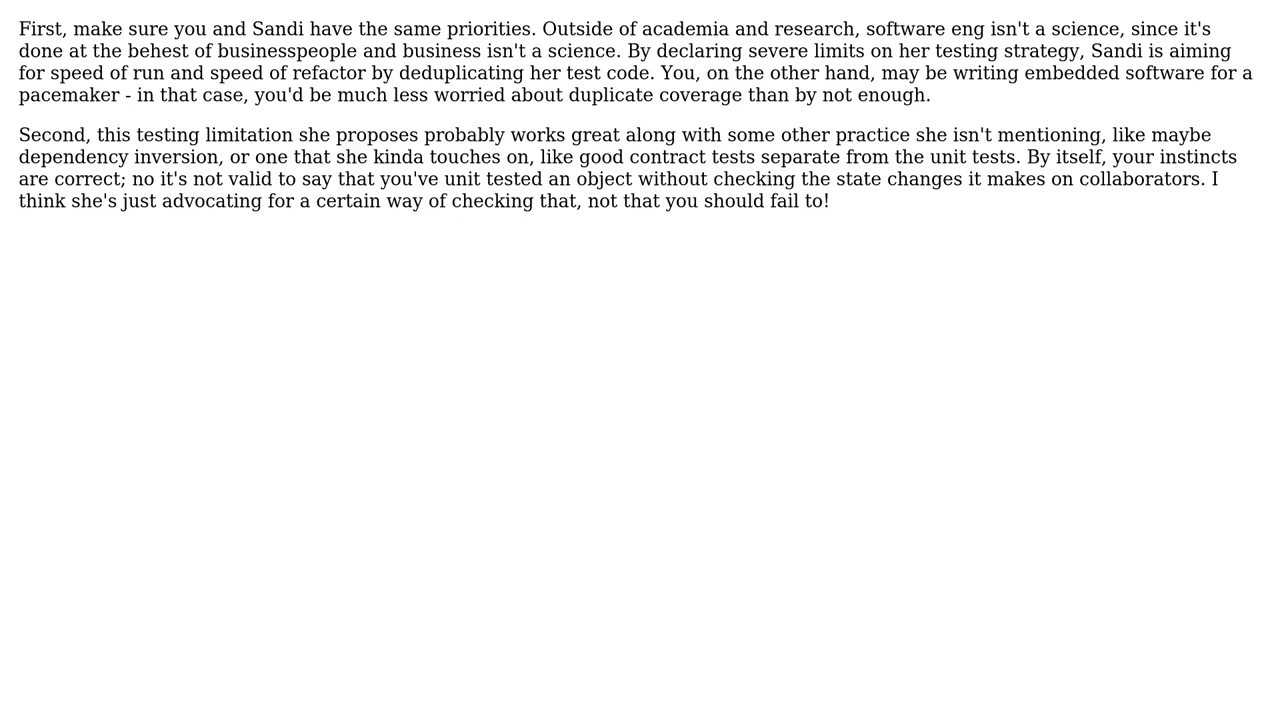 First, make sure you and Sandi have the same priorities. Outside of academia and research, software eng isn't a science, since it's
done at the behest of businesspeople and business isn't a science. By declaring severe limits on her testing strategy, Sandi is aiming
for speed of run and speed of refactor by deduplicating her test code. You, on the other hand, may be writing embedded software for a
pacemaker - in that case, you'd be much less worried about duplicate coverage than by not enough.
Second, this testing limitation she proposes probably works great along with some other practice she isn't mentioning, like maybe
dependency inversion, or one that she kinda touches on, like good contract tests separate from the unit tests. By itself, your instincts
are correct; no it's not valid to say that you've unit tested an object without checking the state changes it makes on collaborators. I
think she's just advocating for a certain way of checking that, not that you should fail to!